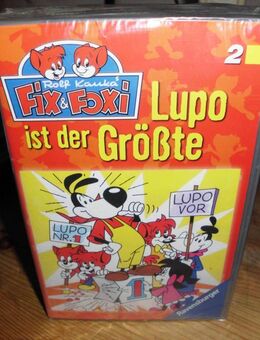 2
Rolf Kauka's
FiX & FOXi
Lupo
ist der Größte
LUPO
NR. 1
LUPO
VOR
1
Ravensburger